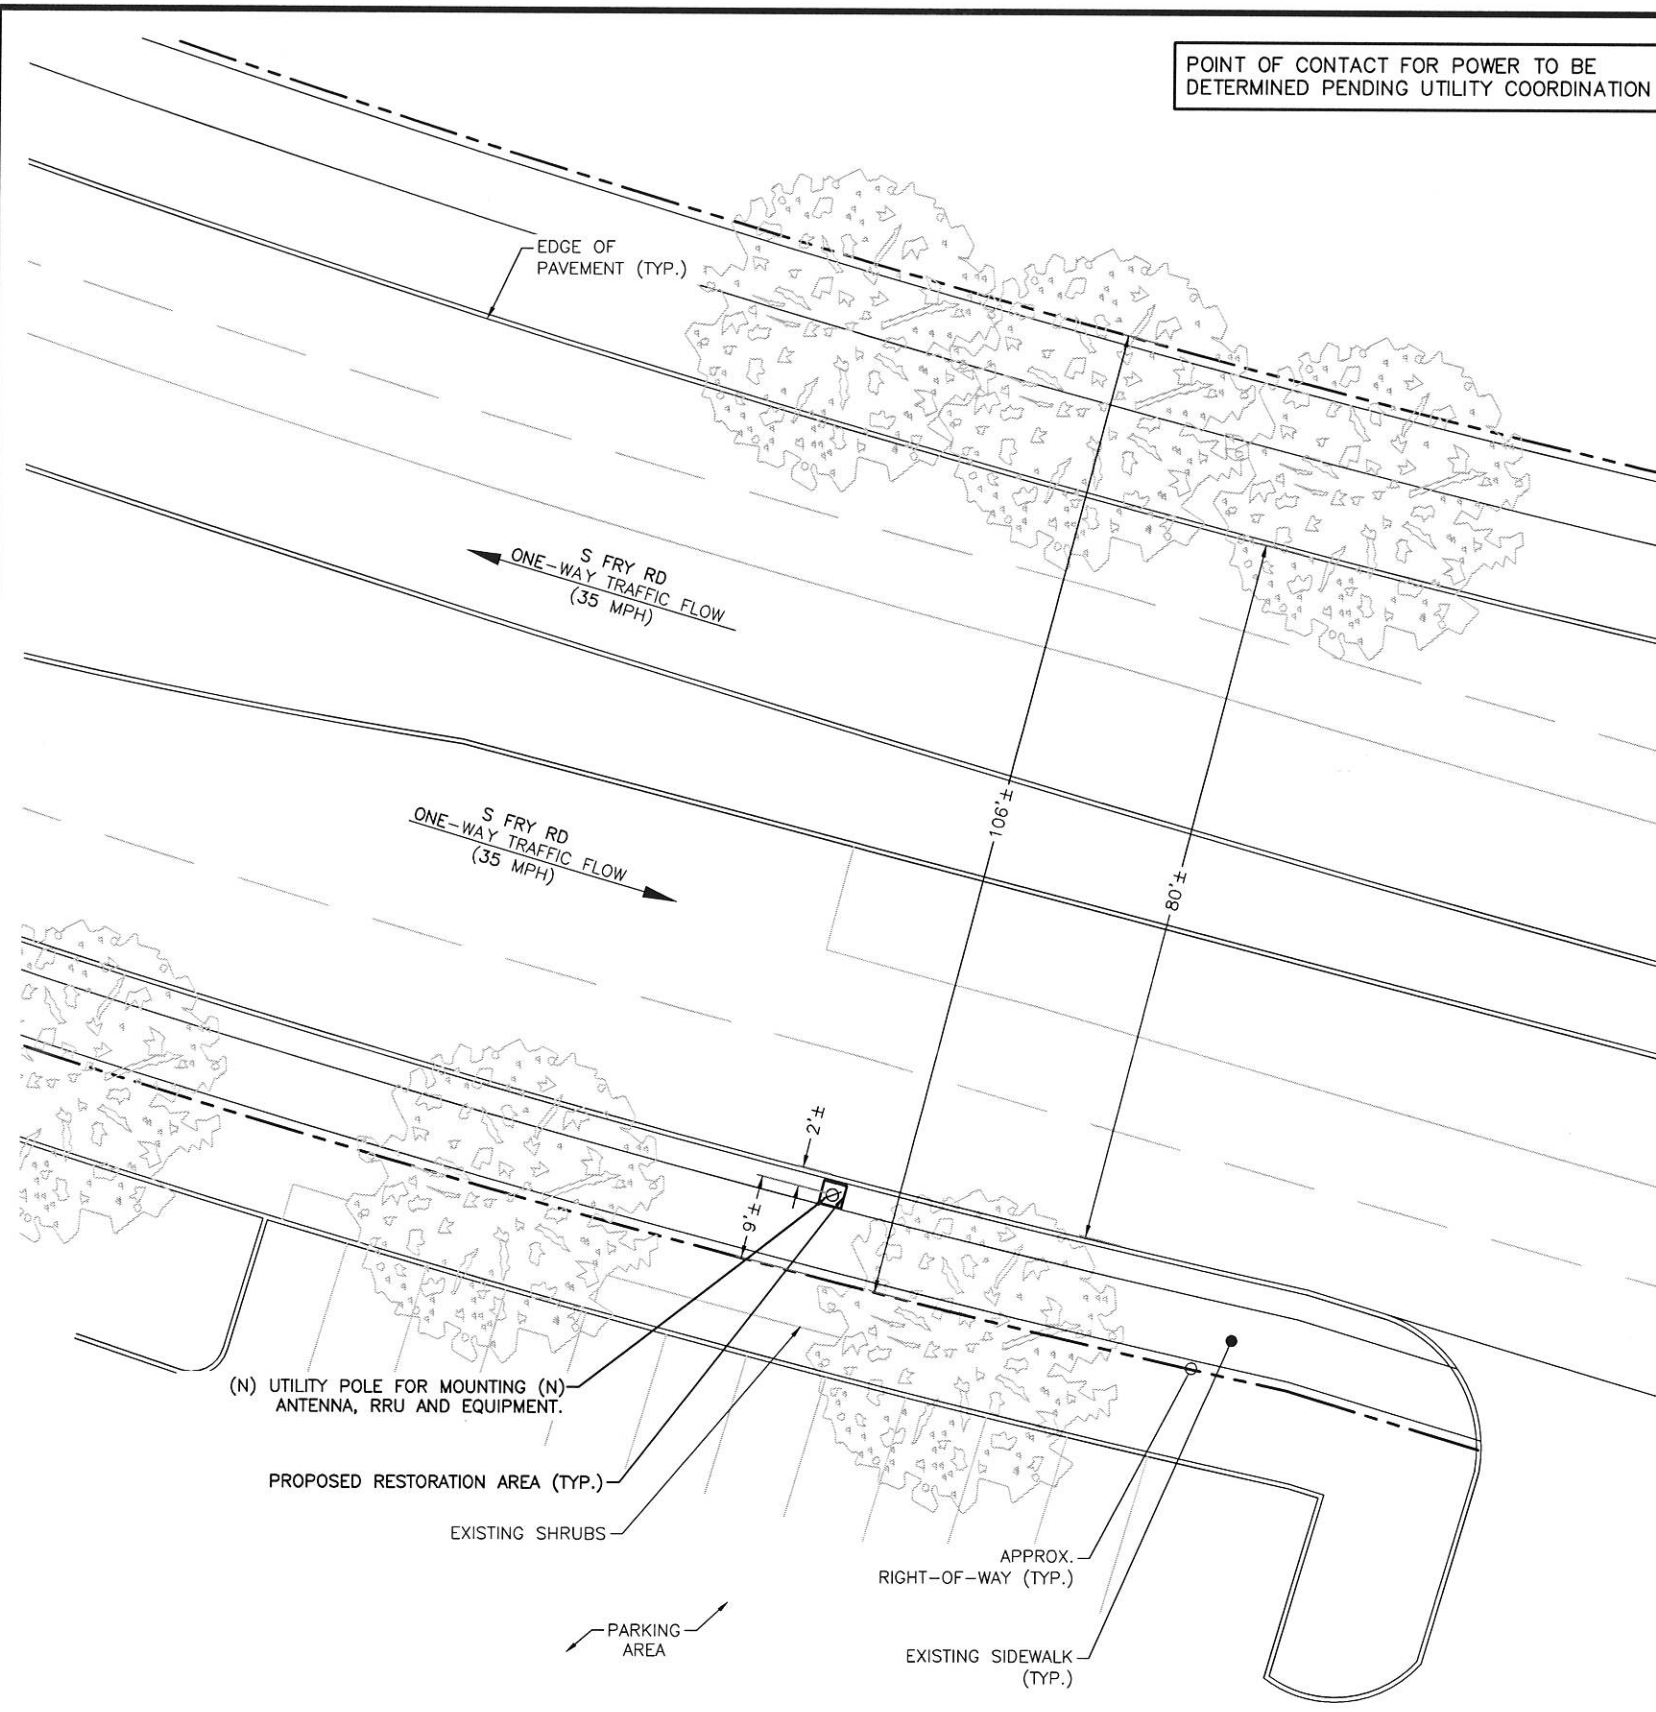 POINT OF CONTACT FOR POWER TO BE
DETERMINED PENDING UTILITY COORDINATION
EDGE OF
PAVEMENT (TYP.)
S FRY RD
ONE-WAY TRAFFIC FLOW
(35 MPH)
106'±
80'±
S FRY RD
ONE-WAY TRAFFIC FLOW
(35 MPH)
2'±
9'±
(N) UTILITY POLE FOR MOUNTING (N)
ANTENNA, RRU AND EQUIPMENT.
PROPOSED RESTORATION AREA (TYP.)
EXISTING SHRUBS
APPROX.
RIGHT-OF-WAY (TYP.)
PARKING
AREA
EXISTING SIDEWALK
(TYP.)